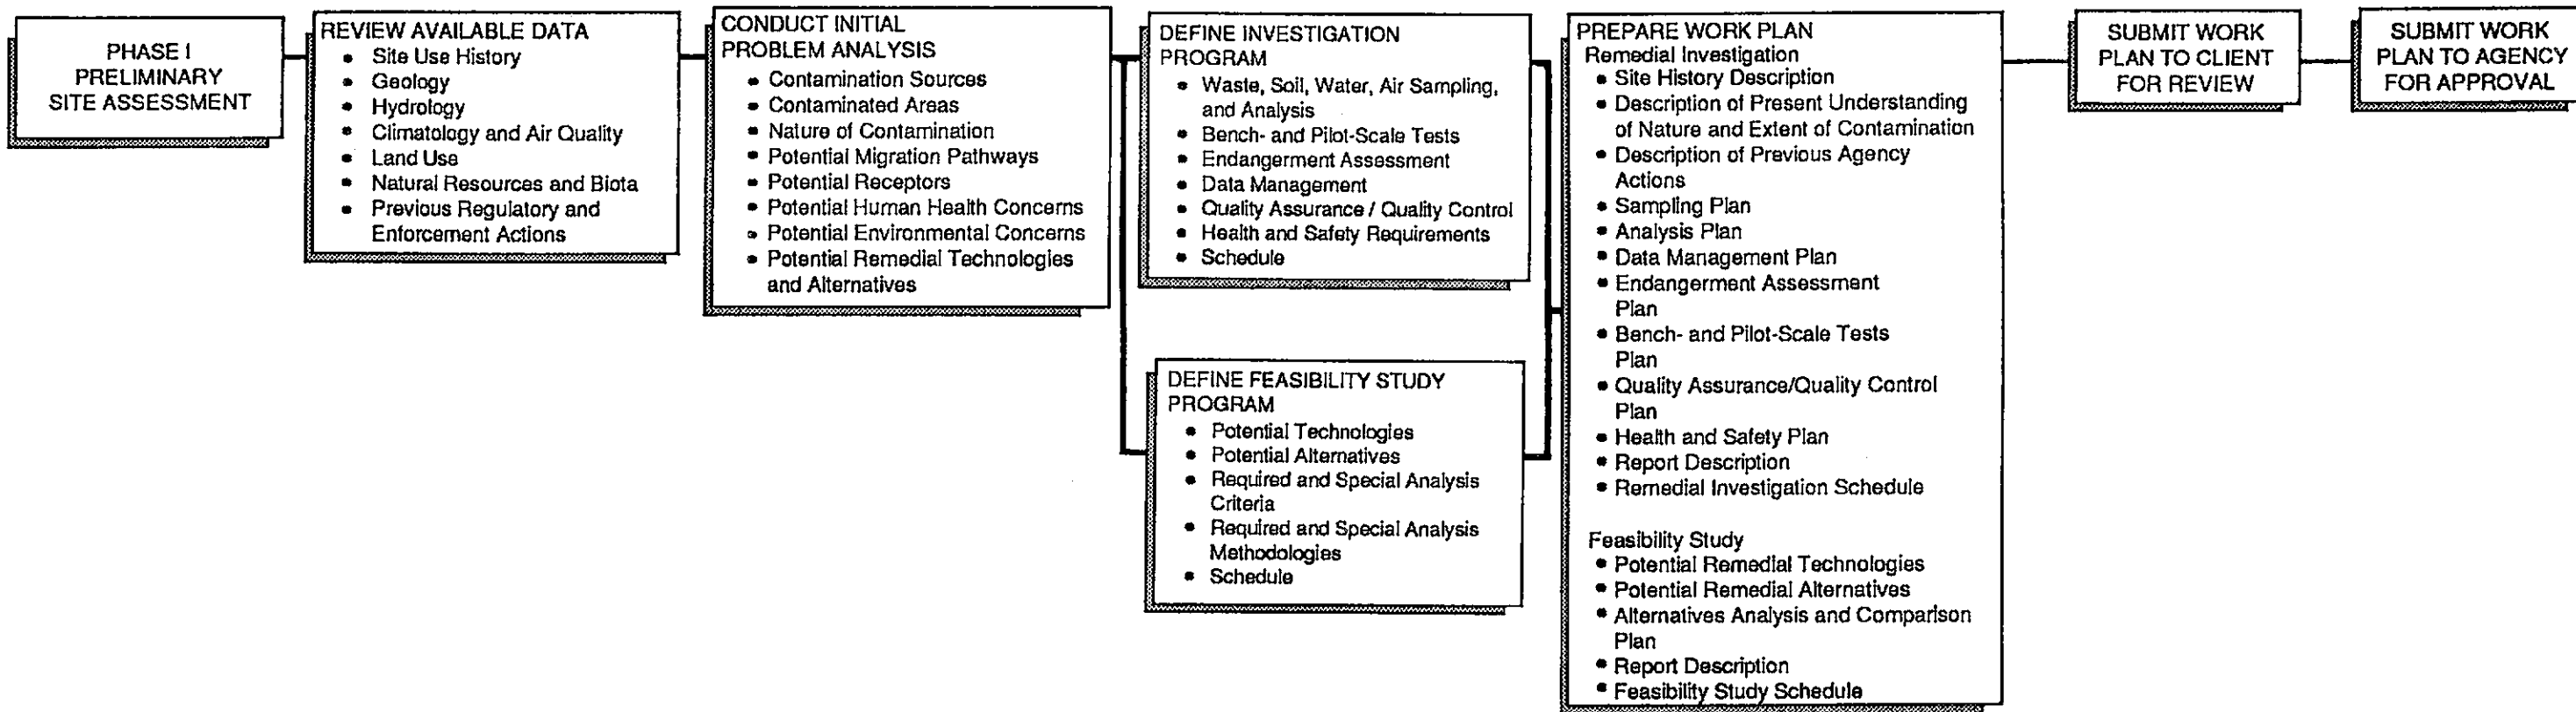 PHASE I
PRELIMINARY
SITE ASSESSMENT
REVIEW AVAILABLE DATA
• Site Use History
• Geology
• Hydrology
• Climatology and Air Quality
• Land Use
• Natural Resources and Biota
• Previous Regulatory and
Enforcement Actions
CONDUCT INITIAL
PROBLEM ANALYSIS
• Contamination Sources
• Contaminated Areas
• Nature of Contamination
• Potential Migration Pathways
• Potential Receptors
• Potential Human Health Concerns
• Potential Environmental Concerns
• Potential Remedial Technologies
and Alternatives
DEFINE INVESTIGATION
PROGRAM
• Waste, Soil, Water, Air Sampling,
and Analysis
• Bench- and Pilot-Scale Tests
• Endangerment Assessment
• Data Management
• Quality Assurance / Quality Control
• Health and Safety Requirements
• Schedule
DEFINE FEASIBILITY STUDY
PROGRAM
• Potential Technologies
• Potential Alternatives
• Required and Special Analysis
Criteria
• Required and Special Analysis
Methodologies
• Schedule
PREPARE WORK PLAN
Remedial Investigation
• Site History Description
• Description of Present Understanding
of Nature and Extent of Contamination
• Description of Previous Agency
Actions
• Sampling Plan
• Analysis Plan
• Data Management Plan
• Endangerment Assessment
Plan
• Bench- and Pilot-Scale Tests
Plan
• Quality Assurance/Quality Control
Plan
• Health and Safety Plan
• Report Description
• Remedial Investigation Schedule
Feasibility Study
• Potential Remedial Technologies
• Potential Remedial Alternatives
• Alternatives Analysis and Comparison
Plan
• Report Description
• Feasibility Study Schedule
SUBMIT WORK
PLAN TO CLIENT
FOR REVIEW
SUBMIT WORK
PLAN TO AGENCY
FOR APPROVAL